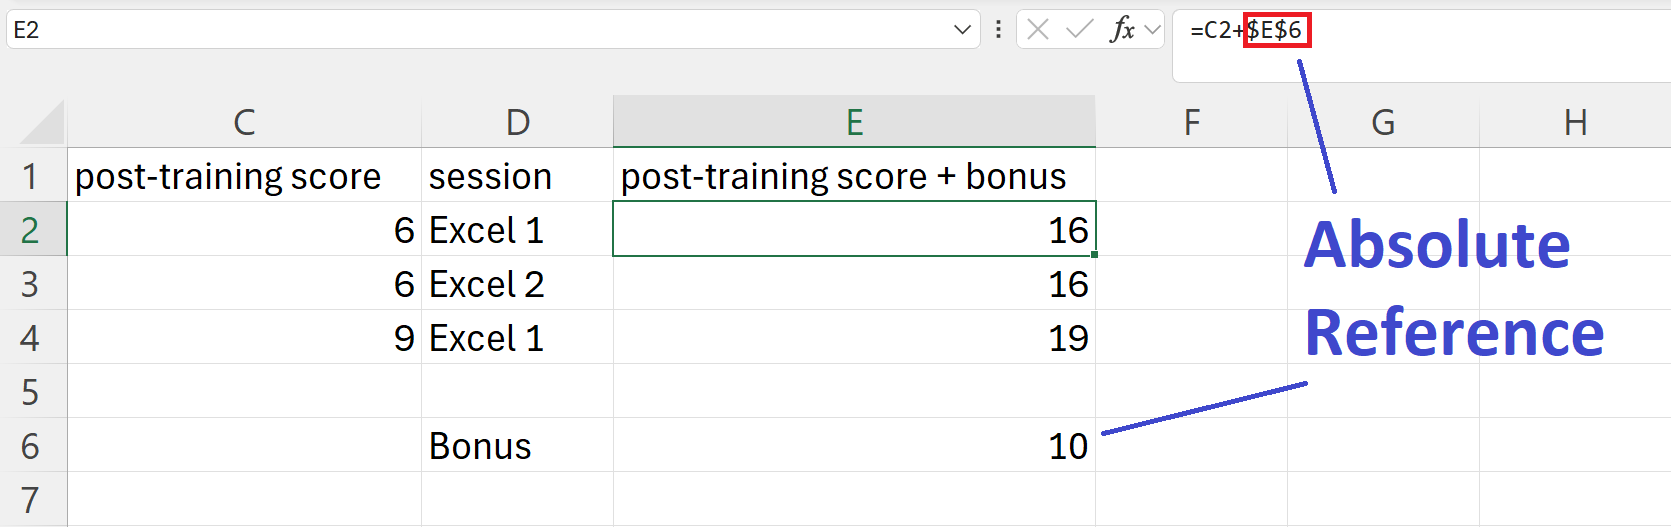 E2 fx =C2+$E$6
C D E F G H
1 post-training score session post-training score + bonus
2 6 Excel 1 16
3 6 Excel 2 16
4 9 Excel 1 19
5
6 Bonus 10
7
Absolute
Reference